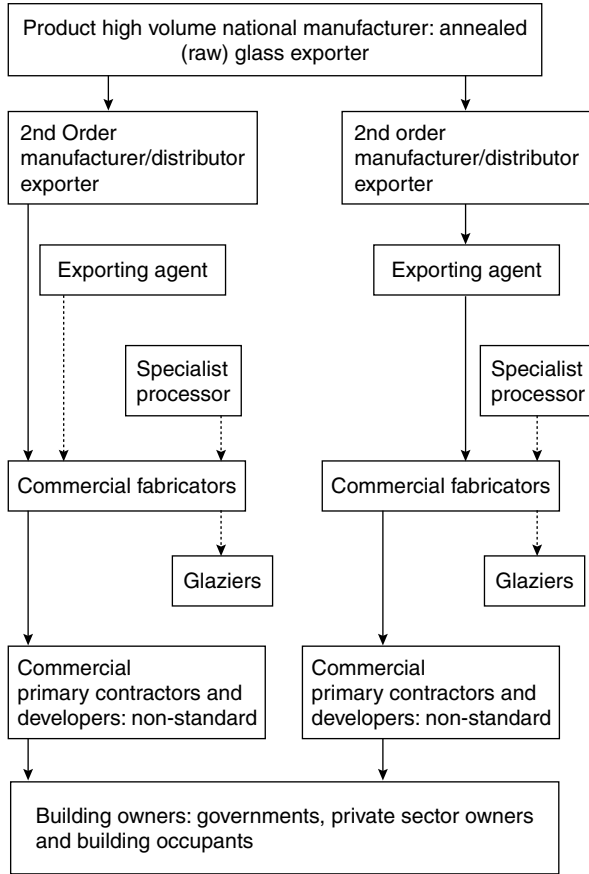 Product high volume national manufacturer: annealed
(raw) glass exporter
2nd Order
manufacturer/distributor
exporter
2nd order
manufacturer/distributor
exporter
Exporting agent
Exporting agent
Specialist
processor
Specialist
processor
Commercial fabricators
Commercial fabricators
Glaziers
Glaziers
Commercial
primary contractors and
developers: non-standard
Commercial
primary contractors and
developers: non-standard
Building owners: governments, private sector owners
and building occupants